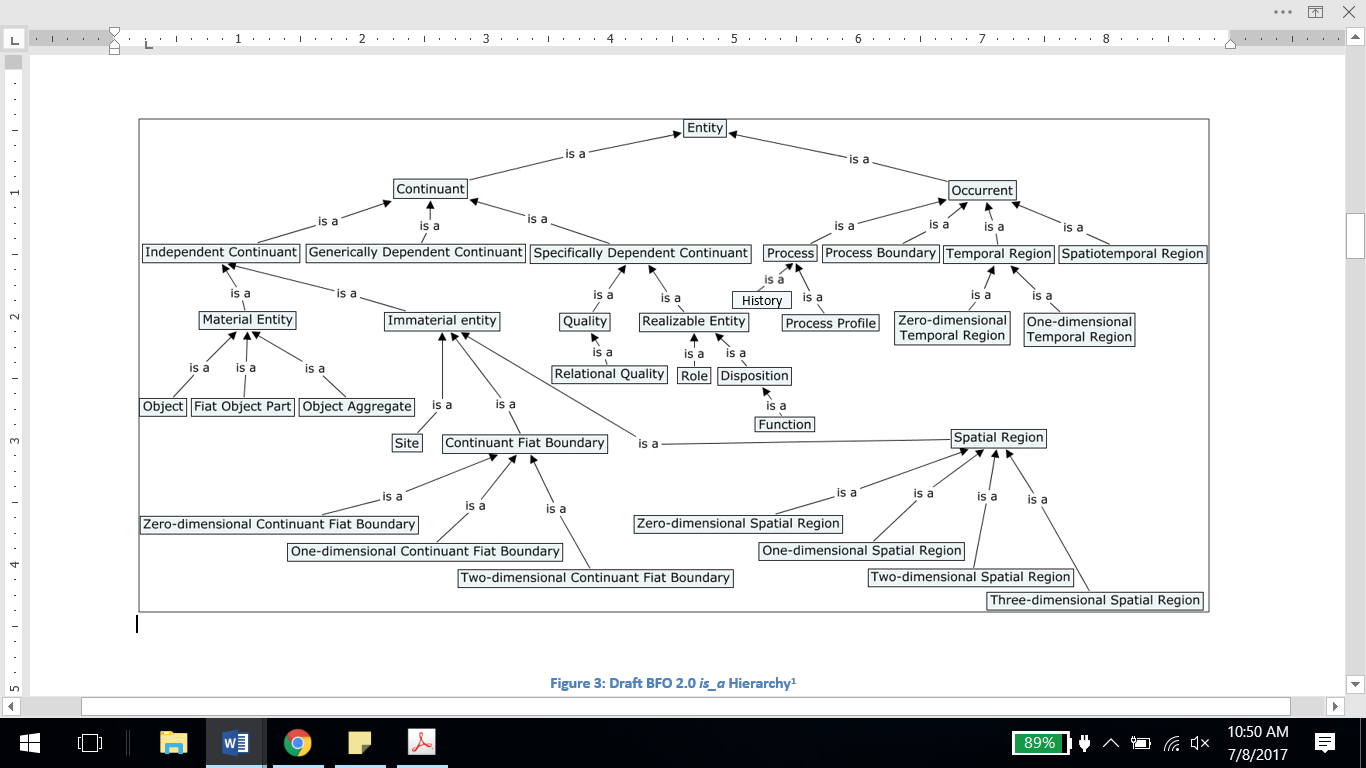 1 2 3 4 5 6 7 8
Entity
is a
is a
Continuant
Occurrent
is a
is a
is a
is a
is a
is a
is a
Independent Continuant
Generically Dependent Continuant
Specifically Dependent Continuant
Process
Process Boundary
Temporal Region
Spatiotemporal Region
is a
is a
is a
is a
is a
is a
is a
is a
History
Material Entity
Immaterial entity
Quality
Realizable Entity
Process Profile
Zero-dimensional
Temporal Region
One-dimensional
Temporal Region
is a
is a
is a
is a
is a
is a
is a
is a
Relational Quality
Role
Disposition
is a
Object
Fiat Object Part
Object Aggregate
Function
Site
Continuant Fiat Boundary
is a
Spatial Region
is a
is a
is a
is a
is a
is a
is a
Zero-dimensional Continuant Fiat Boundary
One-dimensional Continuant Fiat Boundary
Two-dimensional Continuant Fiat Boundary
Zero-dimensional Spatial Region
One-dimensional Spatial Region
Two-dimensional Spatial Region
Three-dimensional Spatial Region
1
2
3
4
5
Figure 3: Draft BFO 2.0 is_a Hierarchy¹
89%
10:50 AM
7/8/2017